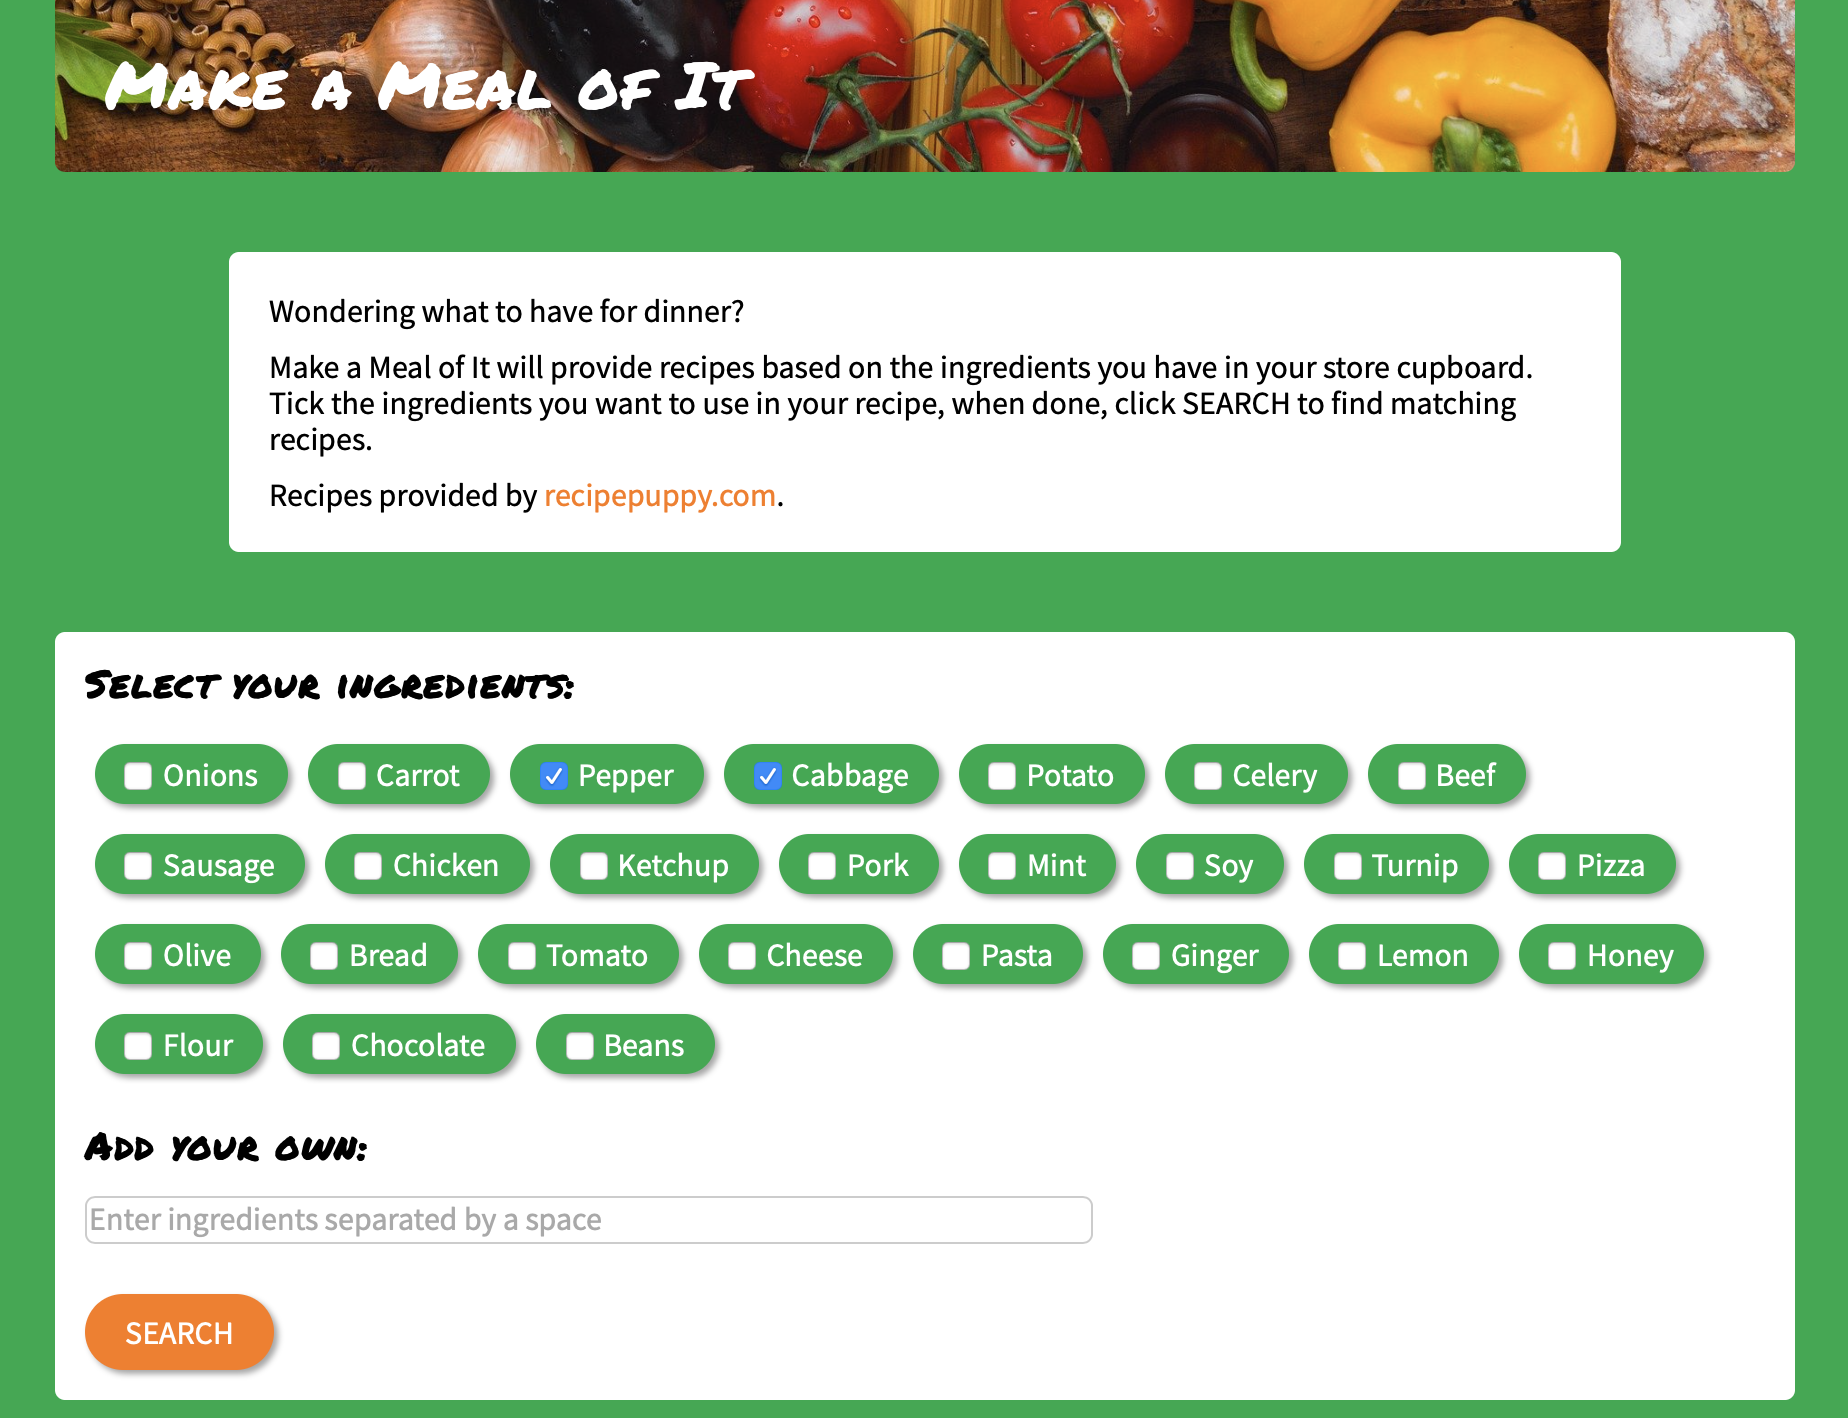 Make a Meal of It
Wondering what to have for dinner?
Make a Meal of It will provide recipes based on the ingredients you have in your store cupboard.
Tick the ingredients you want to use in your recipe, when done, click SEARCH to find matching
recipes.
Recipes provided by recipepuppy.com.
Select your ingredients:
Onions Carrot Pepper Cabbage Potato Celery Beef
Sausage Chicken Ketchup Pork Mint Soy Turnip Pizza
Olive Bread Tomato Cheese Pasta Ginger Lemon Honey
Flour Chocolate Beans
Add your own:
Enter ingredients separated by a space
SEARCH